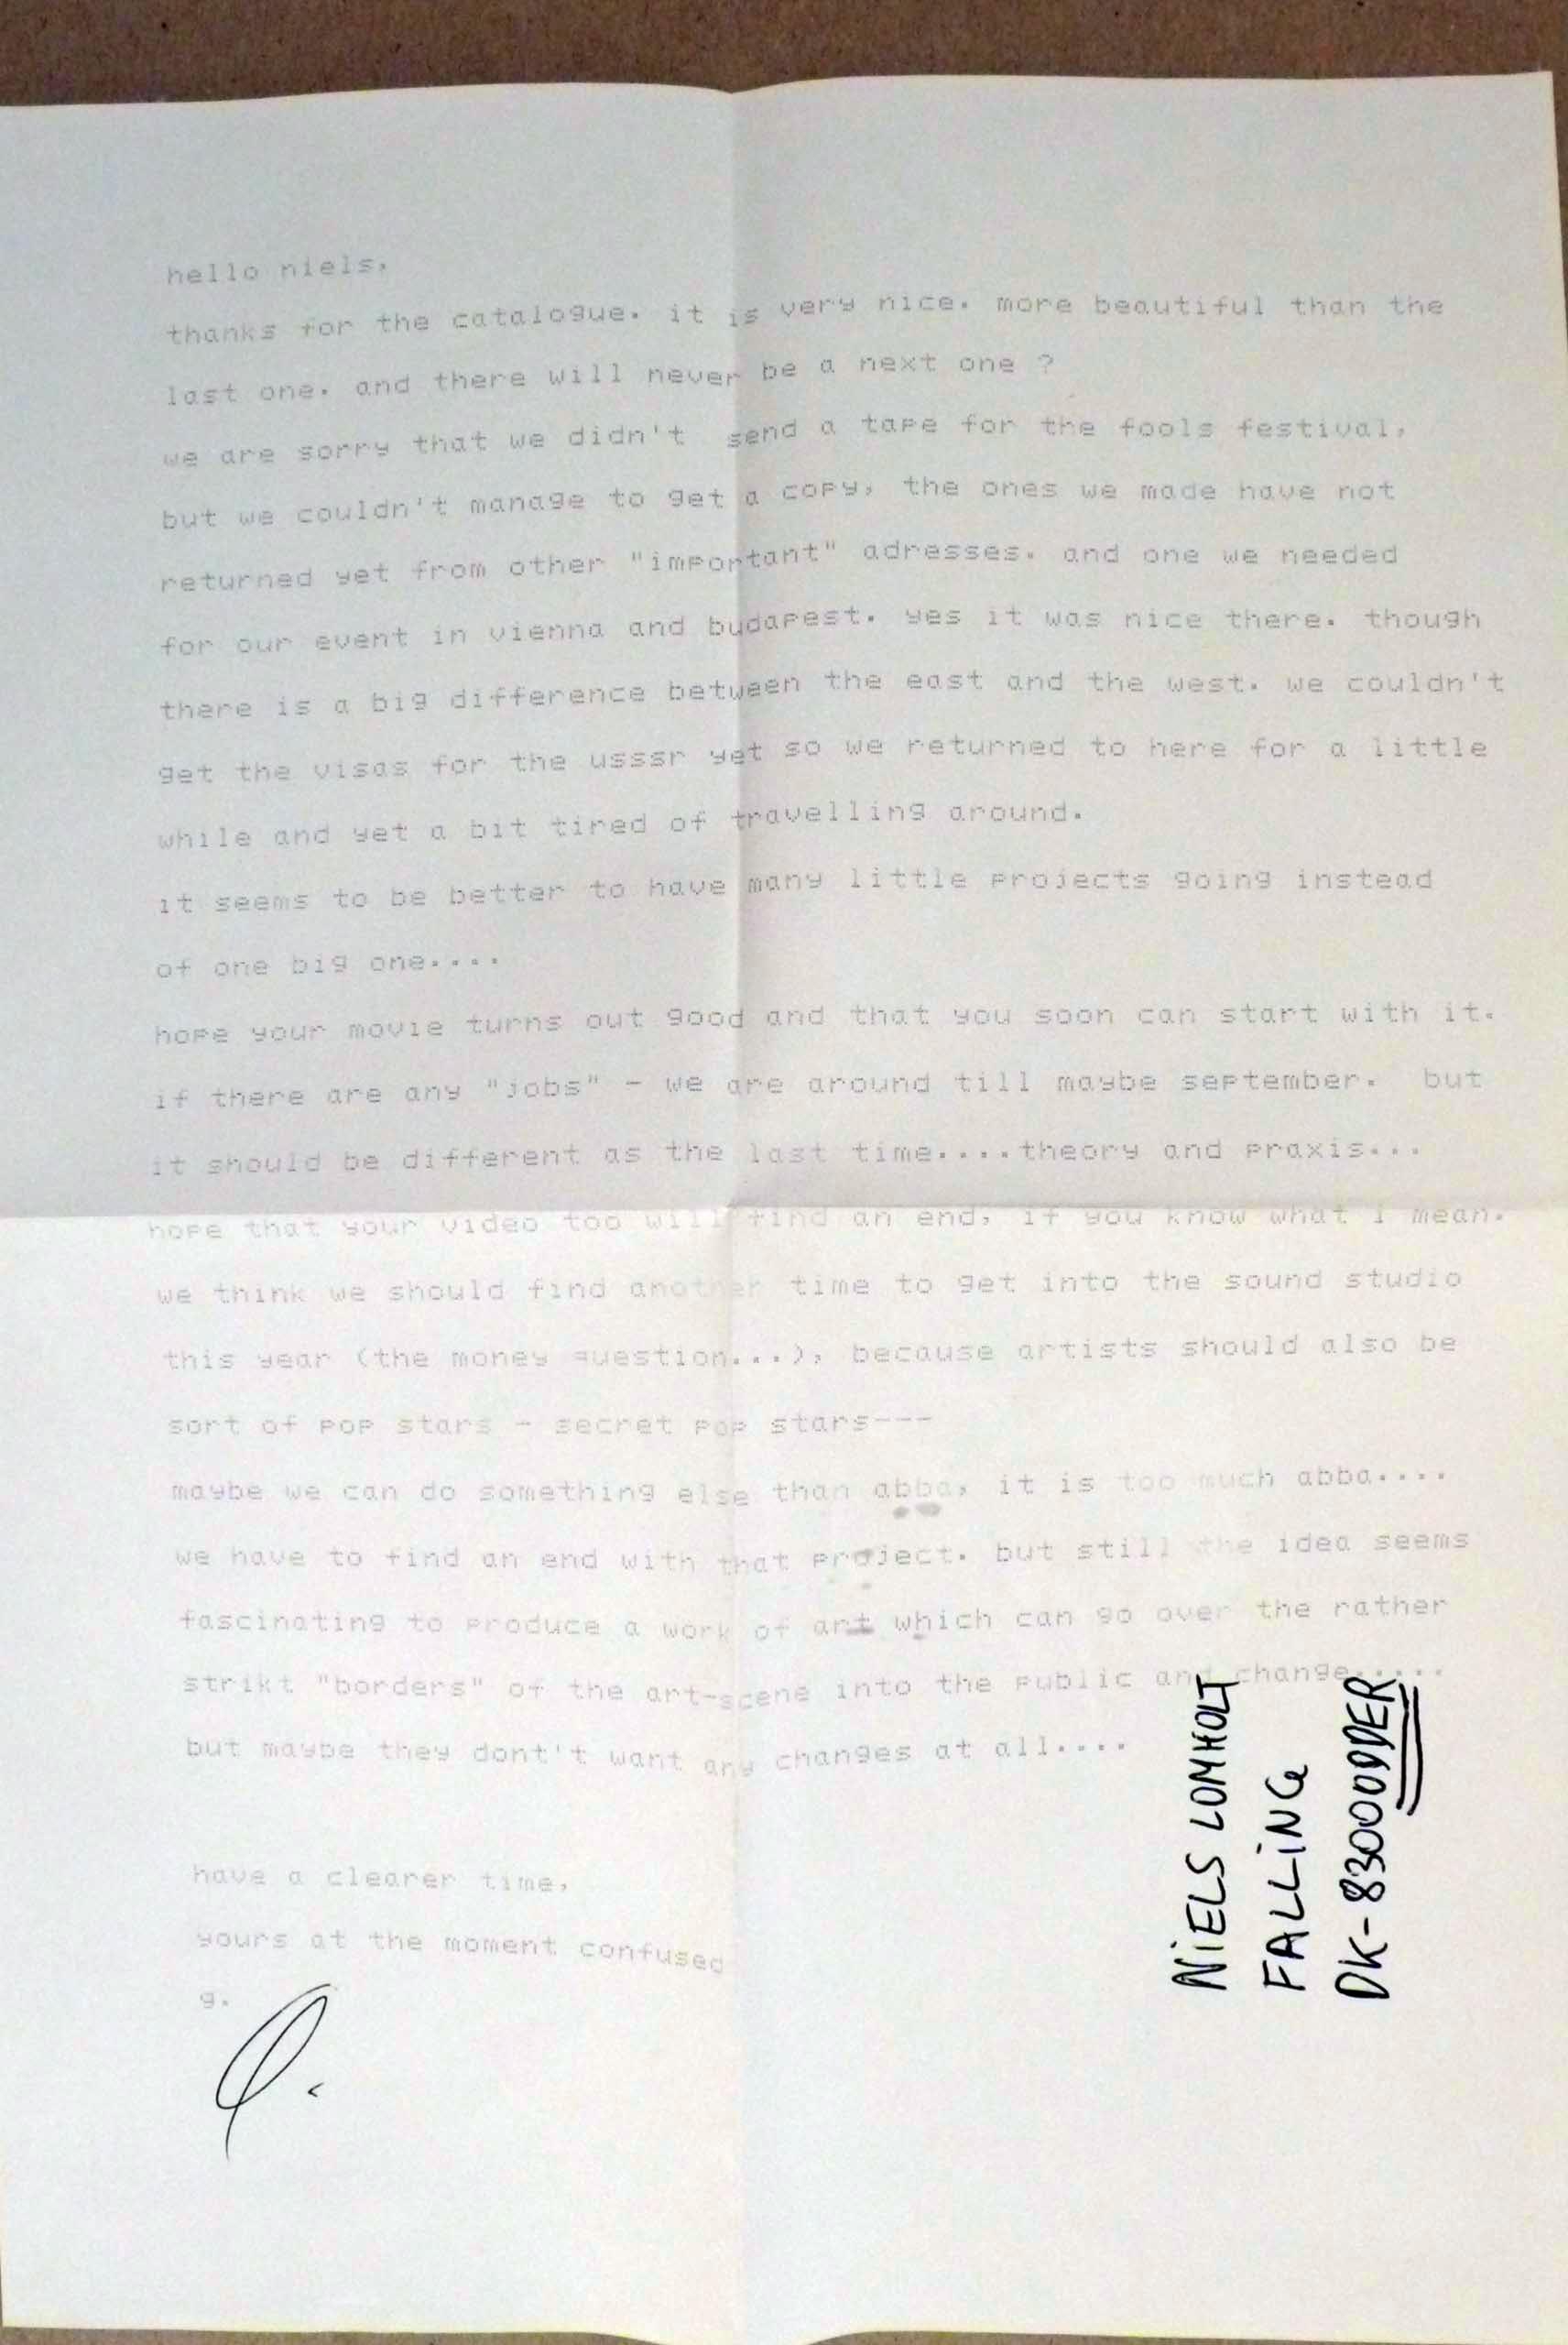 hello niels,
thanks for the catalogue. it is very nice. more beautiful than the
last one. and there will never be a next one ?
we are sorry that we didn't send a tape for the fools festival,
but we couldn't manage to get a copy, the ones we made have not
returned yet from other "important" adresses. and one we needed
for our event in vienna and budapest. yes it was nice there. though
there is a big difference between the east and the west. we couldn't
get the visas for the usssr yet so we returned to here for a little
while and yet a bit tired of travelling around.
it seems to be better to have many little projects going instead
of one big one....
hope your movie turns out good and that you soon can start with it.
if there are any "jobs" - we are around till maybe september. but
it should be different as the last time....theory and praxis...
hope that your video too will find an end, if you know what i mean.
we think we should find another time to get into the sound studio
this year (the money question...), because artists should also be
sort of pop stars - secret pop stars---
maybe we can do something else than abba, it is too much abba....
we have to find an end with that project. but still the idea seems
fascinating to produce a work of art which can go over the rather
strikt "borders" of the art-scene into the public and change.....
but maybe they dont't want any changes at all....
have a clearer time,
yours at the moment confused
g.
NiELS LOMHOLT
FALLiNG
DK-8300 ODDER